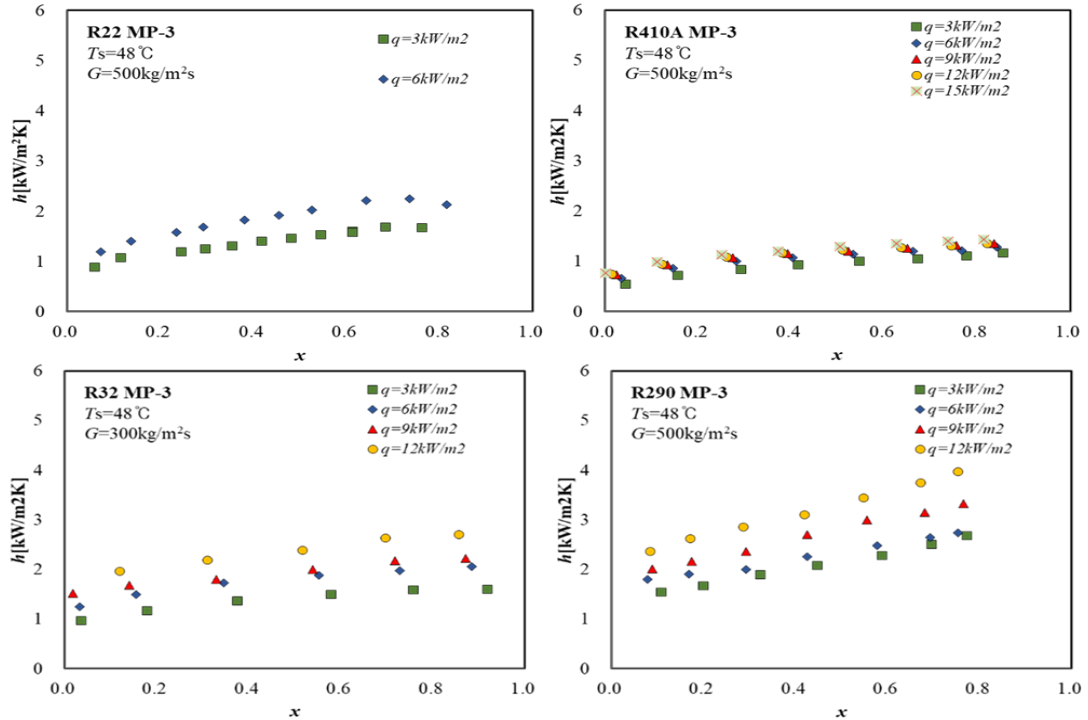 R22 MP-3
Ts=48℃
G=500kg/m²s
q=3kW/m2
q=6kW/m2
h[kW/m²K]
6
5
4
3
2
1
0
0.0 0.2 0.4 0.6 0.8 1.0
x
R410A MP-3
Ts=48℃
G=500kg/m²s
q=3kW/m2
q=6kW/m2
q=9kW/m2
q=12kW/m2
q=15kW/m2
h[kW/m2K]
6
5
4
3
2
1
0
0.0 0.2 0.4 0.6 0.8 1.0
x
R32 MP-3
Ts=48℃
G=300kg/m²s
q=3kW/m2
q=6kW/m2
q=9kW/m2
q=12kW/m2
h[kW/m2K]
6
5
4
3
2
1
0
0.0 0.2 0.4 0.6 0.8 1.0
x
R290 MP-3
Ts=48℃
G=500kg/m²s
q=3kW/m2
q=6kW/m2
q=9kW/m2
q=12kW/m2
h[kW/m2K]
6
5
4
3
2
1
0
0.0 0.2 0.4 0.6 0.8 1.0
x